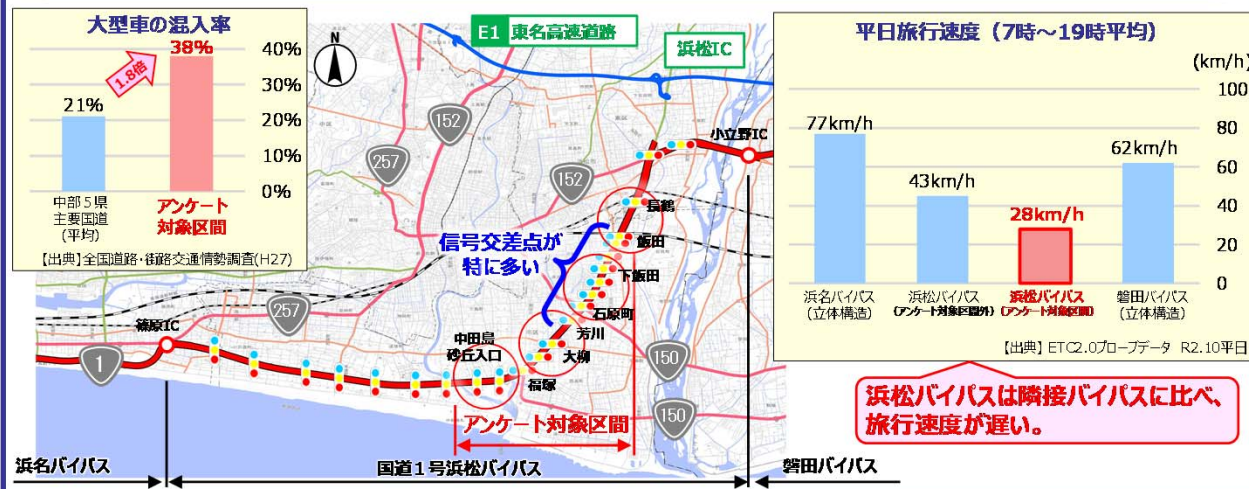 大型車の混入率
38%
1.8倍
21%
40%
30%
20%
10%
0%
中部5県
主要国道
(平均)
アンケート
対象区間
【出典】全国道路・街路交通情勢調査(H27)
N
E1 東名高速道路
浜松IC
152
257
152
小立野IC
長鶴
飯田
信号交差点が
特に多い
下飯田
石原町
257
篠原IC
中田島
砂丘入口
芳川
大柳
福塚
150
150
1
アンケート対象区間
浜名バイパス
国道1号浜松バイパス
磐田バイパス
平日旅行速度（7時～19時平均）
(km/h)
100
80
60
40
20
0
77km/h
43km/h
28km/h
62km/h
浜名バイパス
(立体構造)
浜松バイパス
(アンケート対象区間外)
浜松バイパス
(アンケート対象区間)
磐田バイパス
(立体構造)
【出典】ETC2.0プローブデータ R2.10平日
浜松バイパスは隣接バイパスに比べ、
旅行速度が遅い。